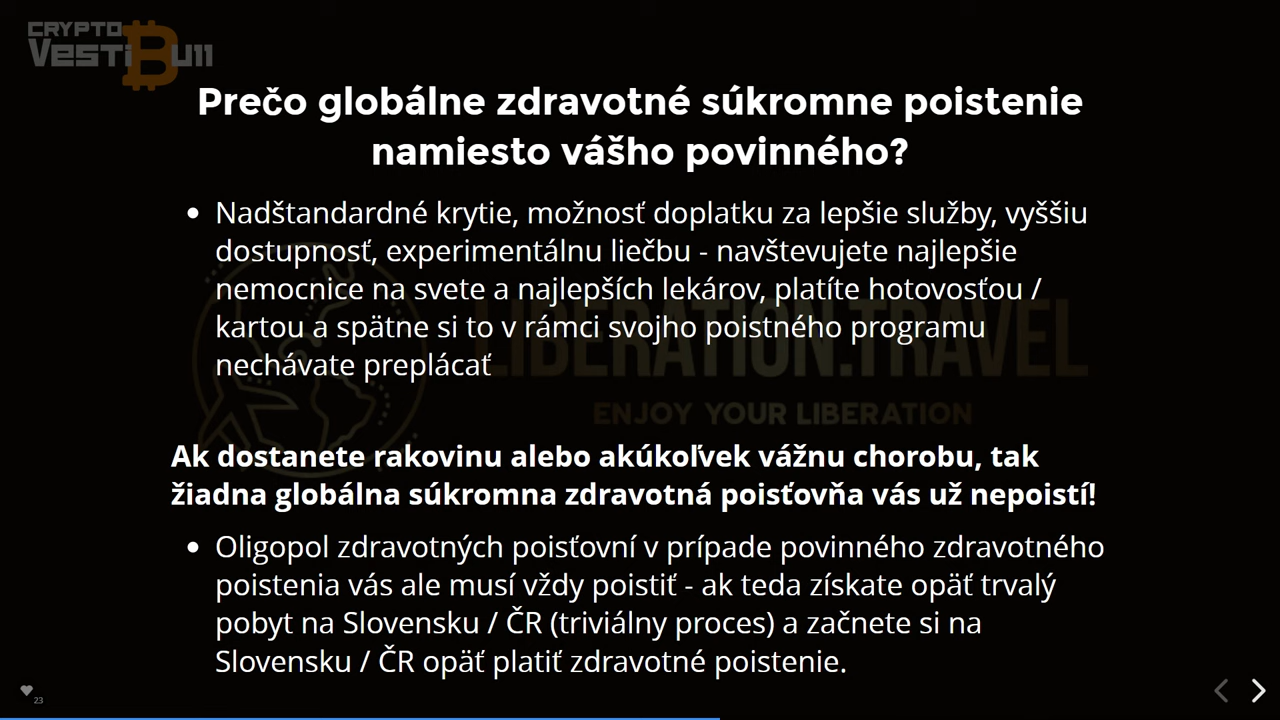 CRYPTO
VestiBull
Prečo globálne zdravotné súkromne poistenie
namiesto vášho povinného?
Nadštandardné krytie, možnosť doplatku za lepšie služby, vyššiu
dostupnosť, experimentálnu liečbu - navštevujete najlepšie
nemocnice na svete a najlepších lekárov, platíte hotovosťou /
kartou a spätne si to v rámci svojho poistného programu
nechávate preplácať
LIBERATION.TRAVEL
ENJOY YOUR LIBERATION
Ak dostanete rakovinu alebo akúkoľvek vážnu chorobu, tak
žiadna globálna súkromna zdravotná poisťovňa vás už nepoistí!
Oligopol zdravotných poisťovní v prípade povinného zdravotného
poistenia vás ale musí vždy poistiť - ak teda získate opäť trvalý
pobyt na Slovensku / ČR (triviálny proces) a začnete si na
Slovensku / ČR opäť platiť zdravotné poistenie.
23